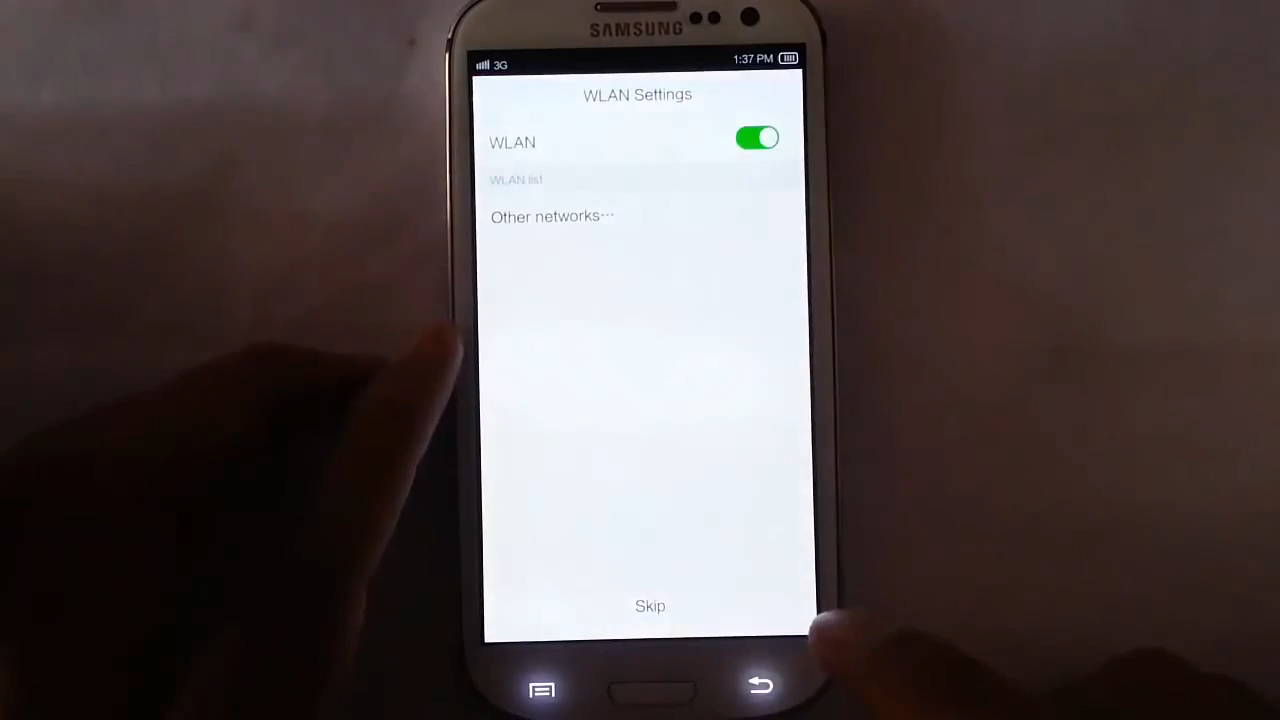 SAMSUNG
3G 1:37 PM
WLAN Settings
WLAN
WLAN list
Other networks···
Skip